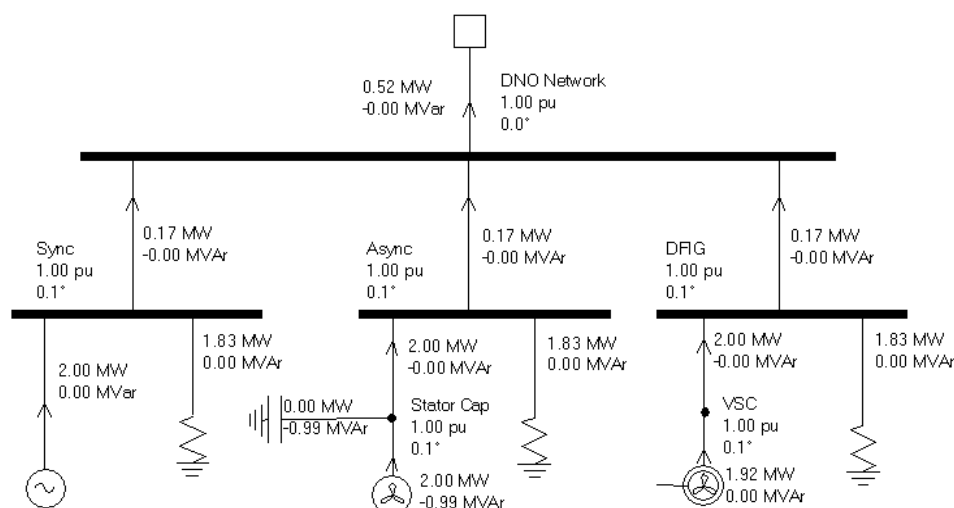 0.52 MW
-0.00 MVar
DNO Network
1.00 pu
0.0°
0.17 MW
-0.00 MVAr
Sync
1.00 pu
0.1°
0.17 MW
-0.00 MVAr
Async
1.00 pu
0.1°
0.17 MW
-0.00 MVAr
DFIG
1.00 pu
0.1°
2.00 MW
0.00 MVar
1.83 MW
0.00 MVAr
2.00 MW
-0.00 MVAr
1.83 MW
0.00 MVAr
2.00 MW
-0.00 MVAr
1.83 MW
0.00 MVAr
0.00 MW
-0.99 MVAr
Stator Cap
1.00 pu
0.1°
2.00 MW
-0.99 MVAr
VSC
1.00 pu
0.1°
1.92 MW
0.00 MVAr